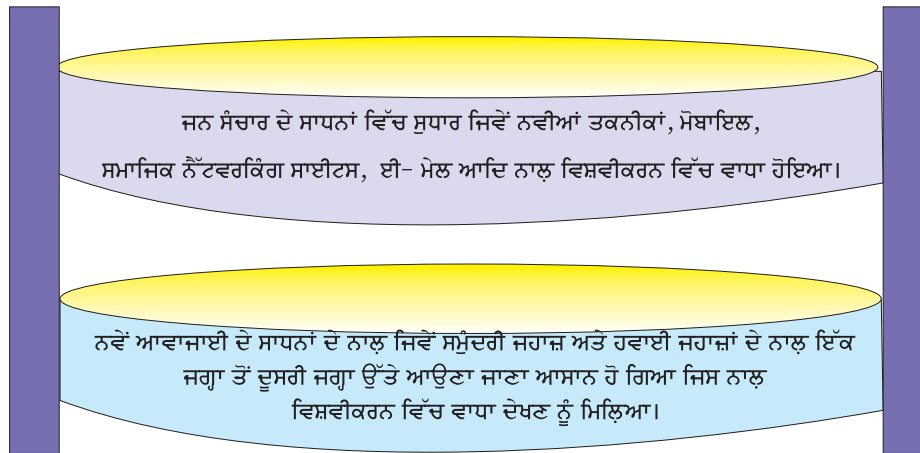 ਜਨ ਸੰਚਾਰ ਦੇ ਸਾਧਨਾਂ ਵਿੱਚ ਸੁਧਾਰ ਜਿਵੇਂ ਨਵੀਆਂ ਤਕਨੀਕਾਂ, ਮੋਬਾਇਲ,
ਸਮਾਜਿਕ ਨੈੱਟਵਰਕਿੰਗ ਸਾਈਟਸ, ਈ- ਮੇਲ ਆਦਿ ਨਾਲ਼ ਵਿਸ਼ਵੀਕਰਨ ਵਿੱਚ ਵਾਧਾ ਹੋਇਆ।
ਨਵੇਂ ਆਵਾਜਾਈ ਦੇ ਸਾਧਨਾਂ ਦੇ ਨਾਲ਼ ਜਿਵੇਂ ਸਮੁੰਦਰੀ ਜਹਾਜ਼ ਅਤੇ ਹਵਾਈ ਜਹਾਜ਼ਾਂ ਦੇ ਨਾਲ਼ ਇੱਕ
ਜਗ੍ਹਾ ਤੋਂ ਦੂਸਰੀ ਜਗ੍ਹਾ ਉੱਤੇ ਆਉਣਾ ਜਾਣਾ ਆਸਾਨ ਹੋ ਗਿਆ ਜਿਸ ਨਾਲ਼
ਵਿਸ਼ਵੀਕਰਨ ਵਿੱਚ ਵਾਧਾ ਦੇਖਣ ਨੂੰ ਮਿਲ਼ਿਆ।